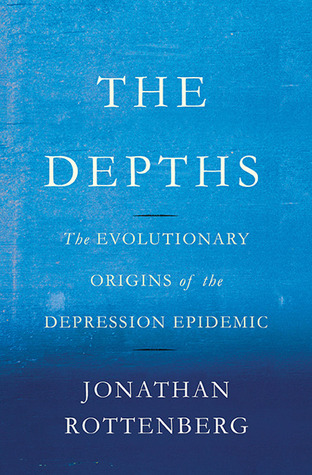 THE
DEPTHS
The EVOLUTIONARY
ORIGINS of the
DEPRESSION EPIDEMIC
JONATHAN
ROTTENBERG